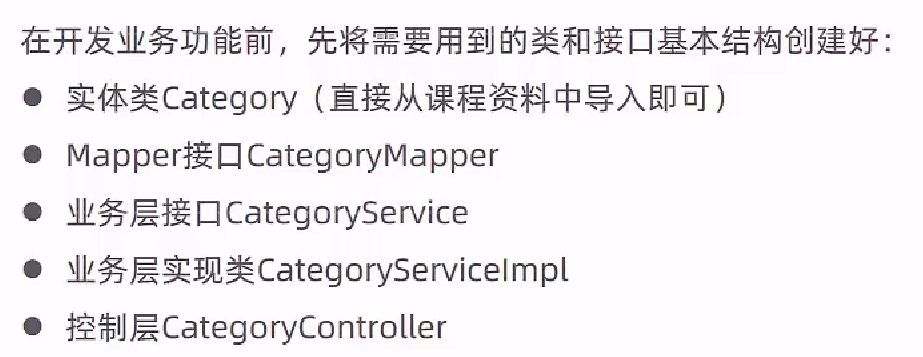 在开发业务功能前，先将需要用到的类和接口基本结构创建好：
● 实体类Category（直接从课程资料中导入即可）
● Mapper接口CategoryMapper
● 业务层接口CategoryService
● 业务层实现类CategoryServiceImpl
● 控制层CategoryController